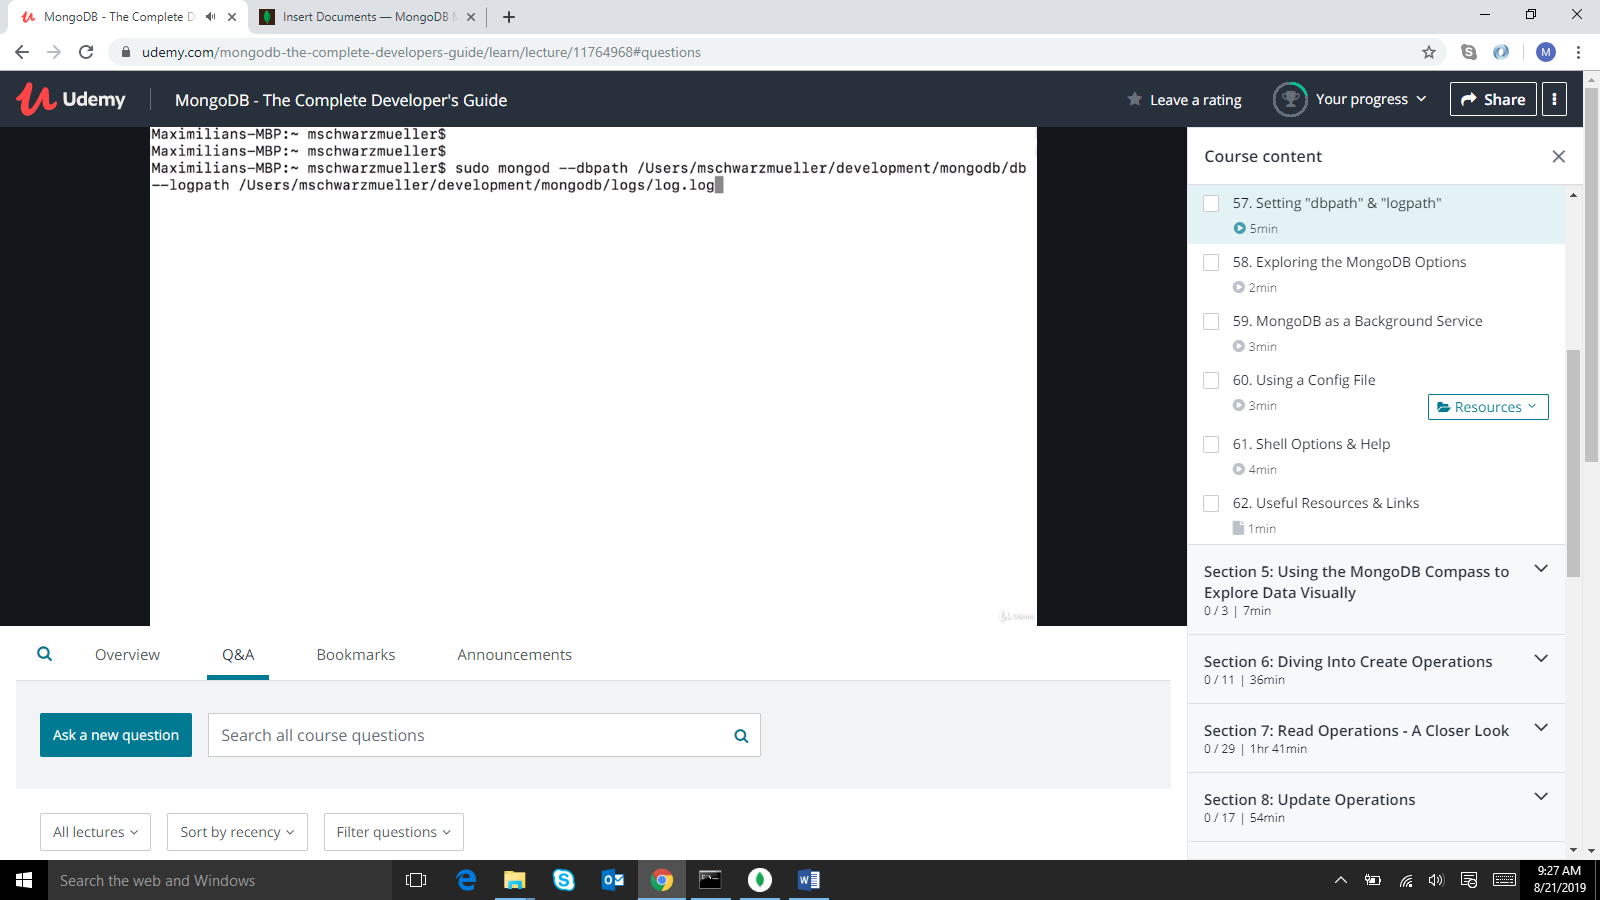 MongoDB - The Complete D
Insert Documents — MongoDB M
udemy.com/mongodb-the-complete-developers-guide/learn/lecture/11764968#questions
M
Udemy
MongoDB - The Complete Developer's Guide
Leave a rating
Your progress
Share
Maximilians-MBP:~ mschwarzmueller$
Maximilians-MBP:~ mschwarzmueller$
Maximilians-MBP:~ mschwarzmueller$ sudo mongod --dbpath /Users/mschwarzmueller/development/mongodb/db
--logpath /Users/mschwarzmueller/development/mongodb/logs/log.log
Udemy
Course content
57. Setting "dbpath" & "logpath"
5min
58. Exploring the MongoDB Options
2min
59. MongoDB as a Background Service
3min
60. Using a Config File
3min
Resources
61. Shell Options & Help
4min
62. Useful Resources & Links
1min
Section 5: Using the MongoDB Compass to
Explore Data Visually
0 / 3 | 7min
Section 6: Diving Into Create Operations
0 / 11 | 36min
Section 7: Read Operations - A Closer Look
0 / 29 | 1hr 41min
Section 8: Update Operations
0 / 17 | 54min
Overview
Q&A
Bookmarks
Announcements
Ask a new question
Search all course questions
All lectures
Sort by recency
Filter questions
Search the web and Windows
9:27 AM
8/21/2019